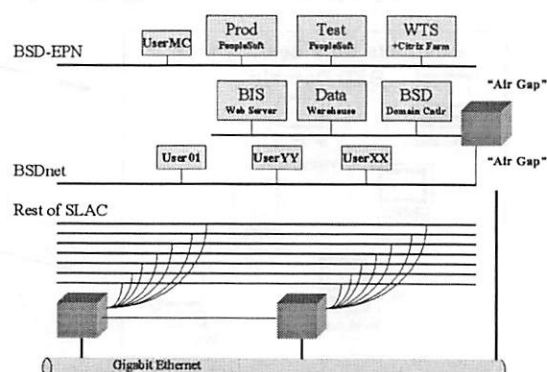 BSD-EPN
UserMC
Prod
PeopleSoft
Test
PeopleSoft
WTS
+Citrix Farm
"Air Gap"
BIS
Web Server
Data
Warehouse
BSD
Domain Cntlr
"Air Gap"
BSDnet
User01
UserYY
UserXX
Rest of SLAC
Gigabit Ethernet